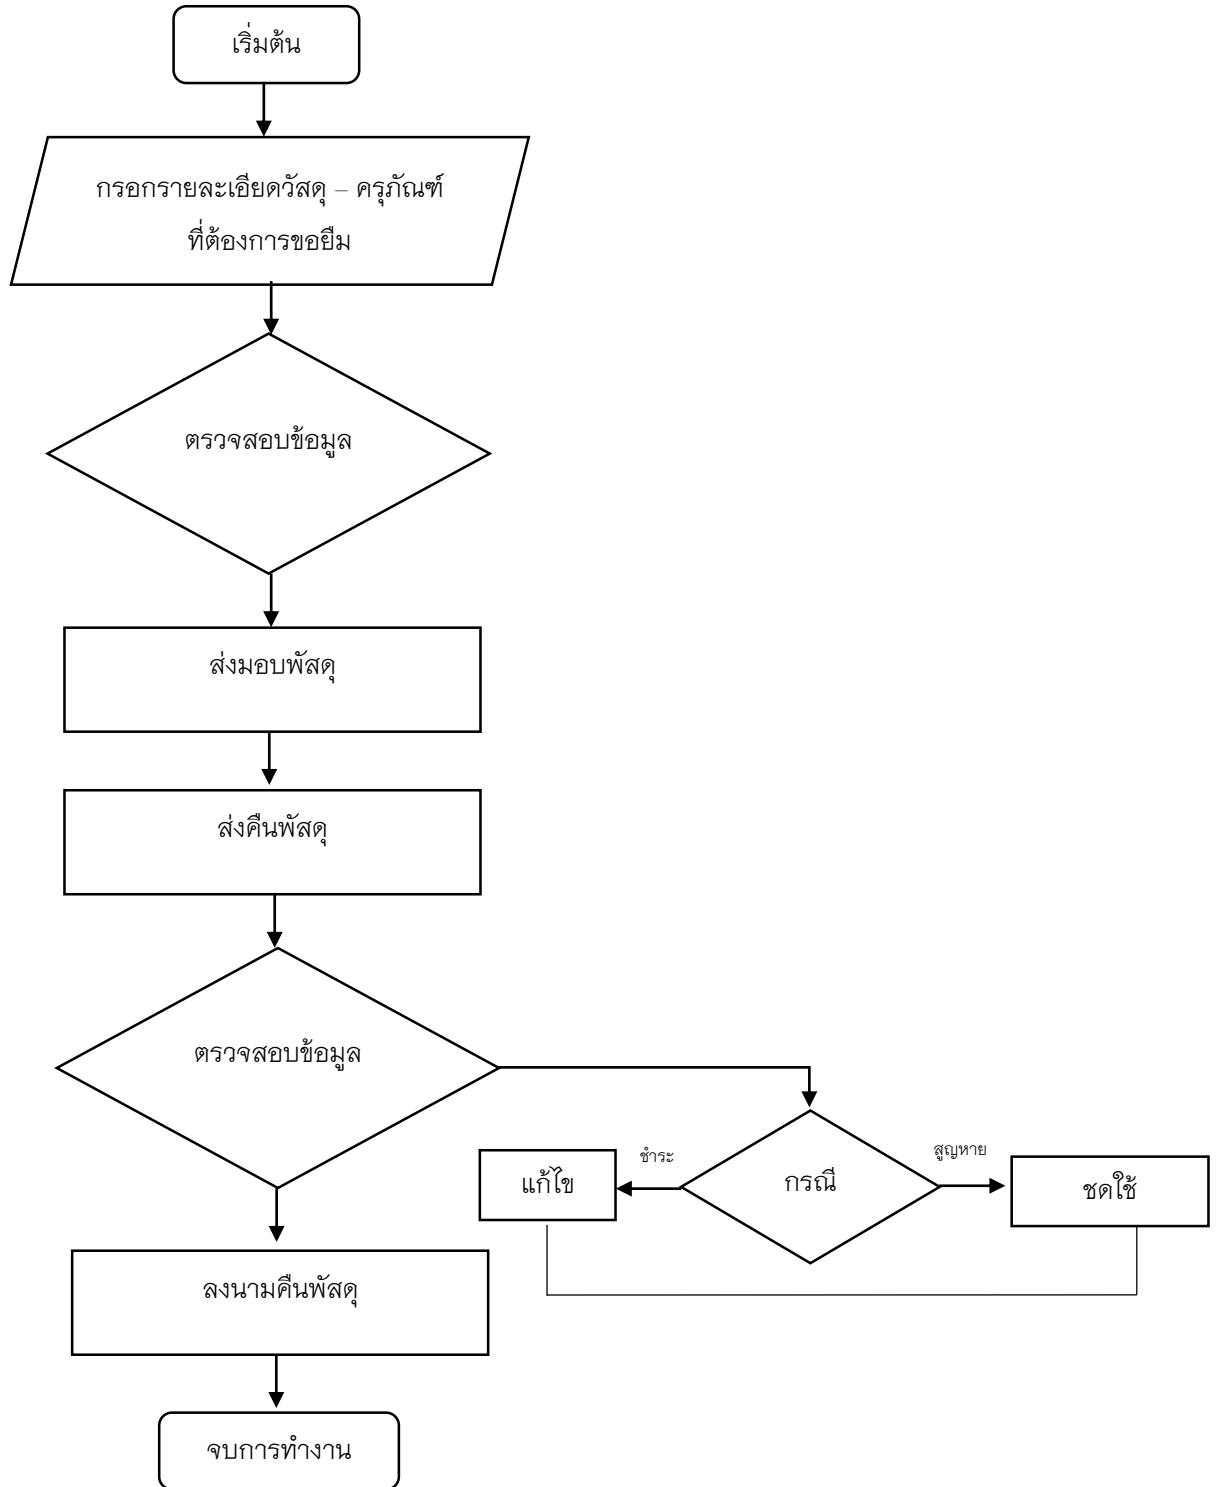 เริ่มต้น
กรอกรายละเอียดวัสดุ – ครุภัณฑ์
ที่ต้องการขอยืม
ตรวจสอบข้อมูล
ส่งมอบพัสดุ
ส่งคืนพัสดุ
ตรวจสอบข้อมูล
ชำระ
สูญหาย
แก้ไข
กรณี
ชดใช้
ลงนามคืนพัสดุ
จบการทำงาน